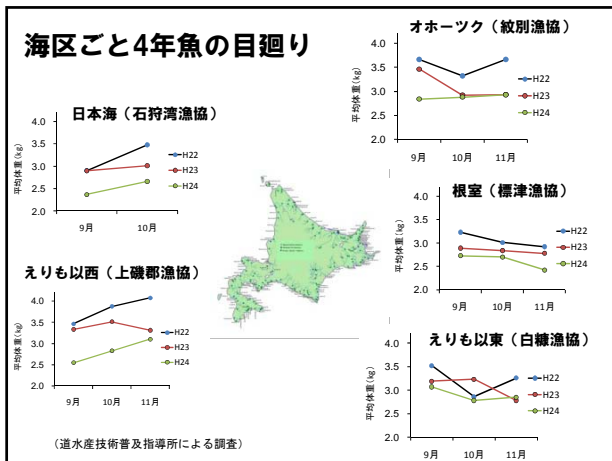 海区ごと4年魚の目廻り
オホーツク（紋別漁協）
平均体重(kg)
4.0
3.5
3.0
2.5
2.0
9月 10月 11月
H22
H23
H24
日本海（石狩湾漁協）
平均体重(kg)
4.0
3.5
3.0
2.5
2.0
9月 10月
H22
H23
H24
根室（標津漁協）
平均体重(kg)
4.0
3.5
3.0
2.5
2.0
9月 10月 11月
H22
H23
H24
えりも以西（上磯郡漁協）
平均体重(kg)
4.0
3.5
3.0
2.5
2.0
9月 10月 11月
H22
H23
H24
えりも以東（白糠漁協）
平均体重(kg)
4.0
3.5
3.0
2.5
2.0
9月 10月 11月
H22
H23
H24
（道水産技術普及指導所による調査）